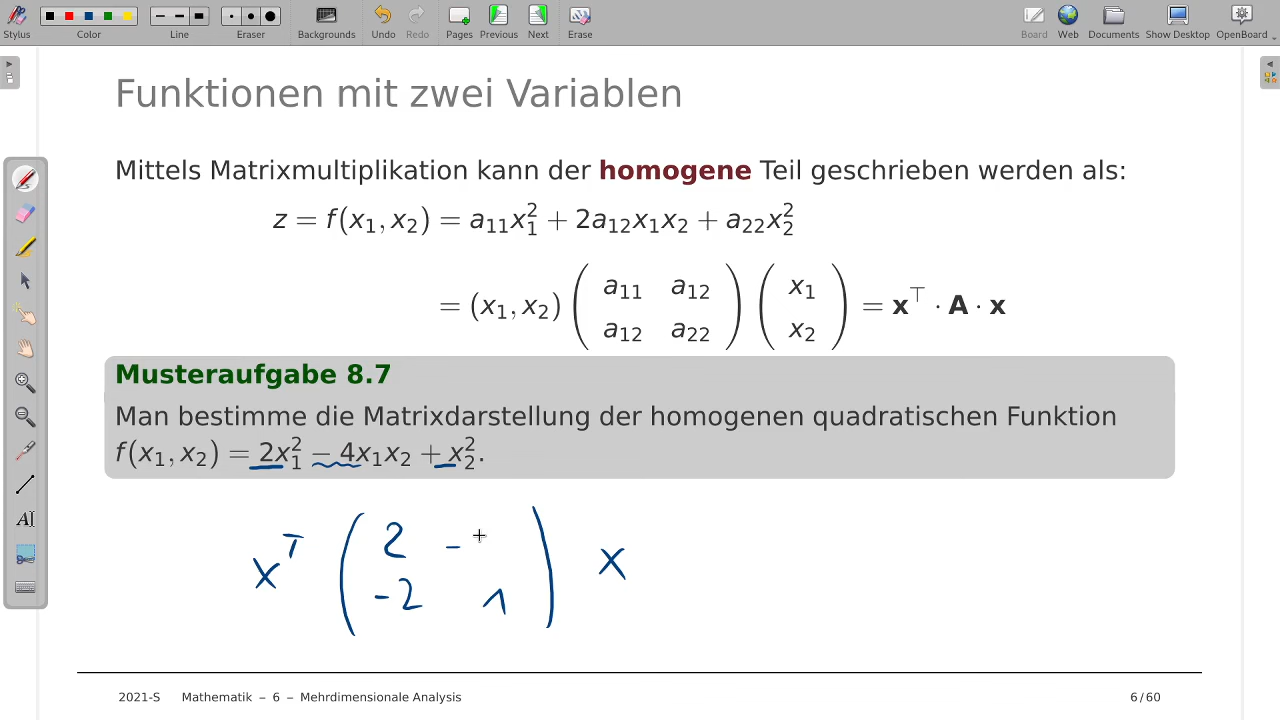 Stylus Color Line Eraser Backgrounds Undo Redo Pages Previous Next Erase Board Web Documents Show Desktop OpenBoard
Funktionen mit zwei Variablen
Mittels Matrixmultiplikation kann der homogene Teil geschrieben werden als:
z = f(x₁, x₂) = a₁₁x₁² + 2a₁₂x₁x₂ + a₂₂x₂²
= (x₁, x₂) ( a₁₁ a₁₂
a₁₂ a₂₂ ) ( x₁
x₂ ) = x⊤ · A · x
Musteraufgabe 8.7
Man bestimme die Matrixdarstellung der homogenen quadratischen Funktion
f(x₁, x₂) = 2x₁² − 4x₁x₂ + x₂².
xᵀ ( 2 -
-2 1 ) x
2021-S Mathematik – 6 – Mehrdimensionale Analysis 6/60